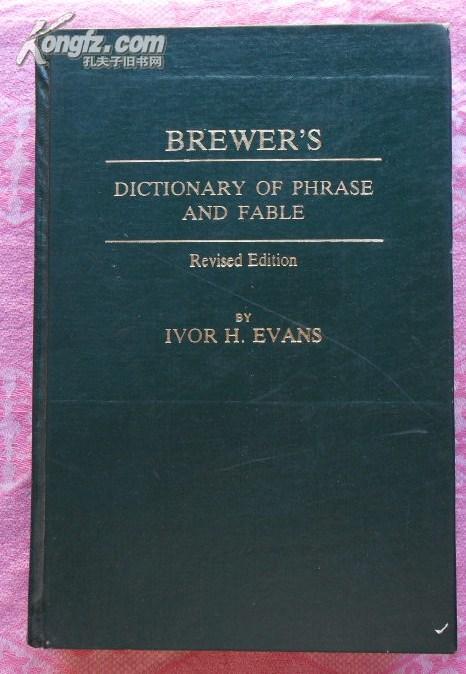 Kongfz.com
孔夫子旧书网
BREWER'S
DICTIONARY OF PHRASE
AND FABLE
Revised Edition
BY
IVOR H. EVANS